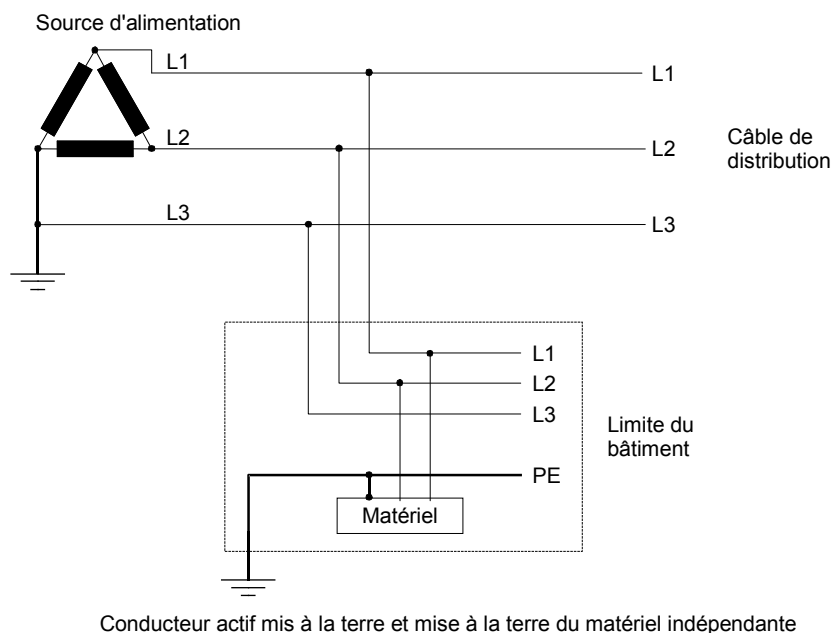 Source d'alimentation
L1
L1
L2
L2
Câble de
distribution
L3
L3
L1
L2
L3
Limite du
bâtiment
PE
Matériel
Conducteur actif mis à la terre et mise à la terre du matériel indépendante